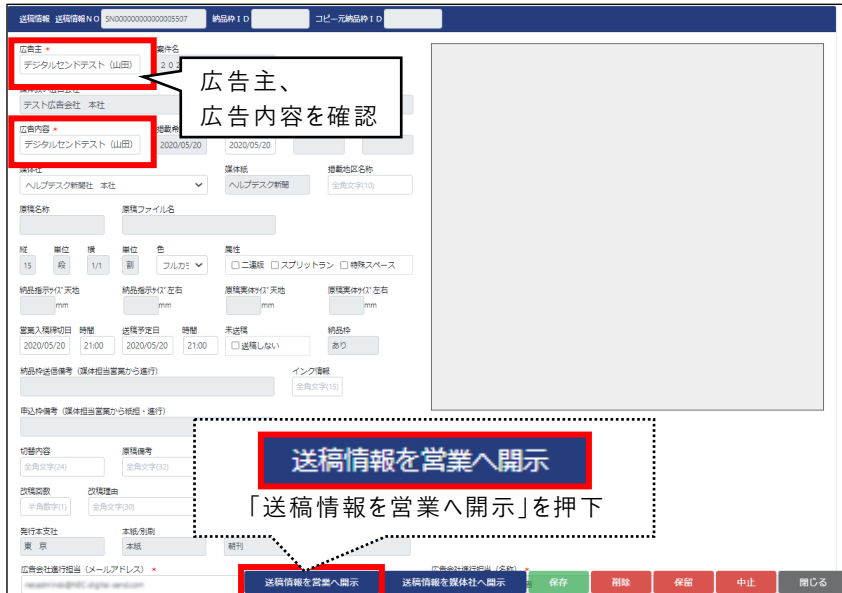 送稿情報 送稿情報NO SN00000000000005507 納品枠ID コピー元納品枠ID
広告主 * 案件名
デジタルセンドテスト（山田） 202
広告主、
広告内容を確認
テスト広告会社 本社
広告内容 *
デジタルセンドテスト（山田） 2020/05/20 2020/05/20
媒体社 媒体紙 掲載地区名称
ヘルプデスク新聞社 本社 ヘルプデスク新聞 全角文字(10)
原稿名称 原稿ファイル名
縦 単位 横 単位 色 属性
15 段 1/1 割 フルカラ 二連版 スプリットラン 特殊スペース
納品指示ｻｲｽﾞ天地 納品指示ｻｲｽﾞ左右 原稿実体ｻｲｽﾞ天地 原稿実体ｻｲｽﾞ左右
mm mm mm mm
営業入稿締切日 時間 送稿予定日 時間 未送稿 納品枠
2020/05/20 21:00 2020/05/20 21:00 送稿しない あり
納品枠送信備考（媒体担当営業から進行） インク情報
全角文字(15)
申込枠備考（媒体担当営業から紙担・進行）
切替内容 原稿備考
全角文字(24) 全角文字(32)
送稿情報を営業へ開示
「送稿情報を営業へ開示」を押下
改稿回数 改稿理由
半角数字(1) 全角文字(30)
発行本支社 本紙/別刷
東 京 本紙 朝刊
広告会社進行担当（メールアドレス） * 広告会社進行担当（名称） *
送稿情報を営業へ開示 送稿情報を媒体社へ開示 保存 削除 保留 中止 閉じる